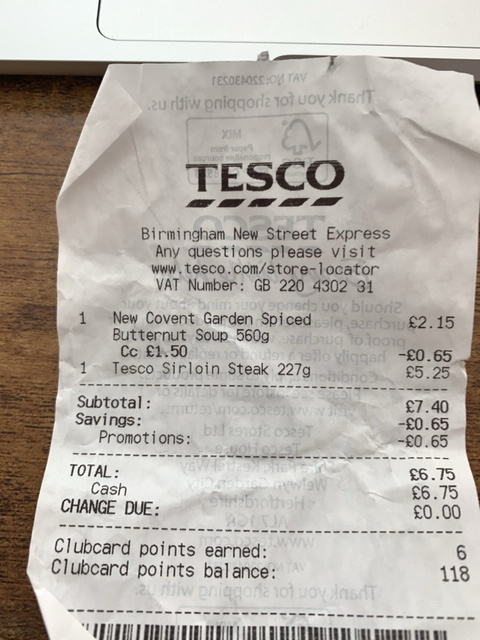 TESCO
Birmingham New Street Express
Any questions please visit
www.tesco.com/store-locator
VAT Number: GB 220 4302 31
1 New Covent Garden Spiced £2.15
Butternut Soup 560g
Cc £1.50 -£0.65
1 Tesco Sirloin Steak 227g £5.25
Subtotal: £7.40
Savings: -£0.65
Promotions: -£0.65
TOTAL: £6.75
Cash £6.75
CHANGE DUE: £0.00
Clubcard points earned: 6
Clubcard points balance: 118